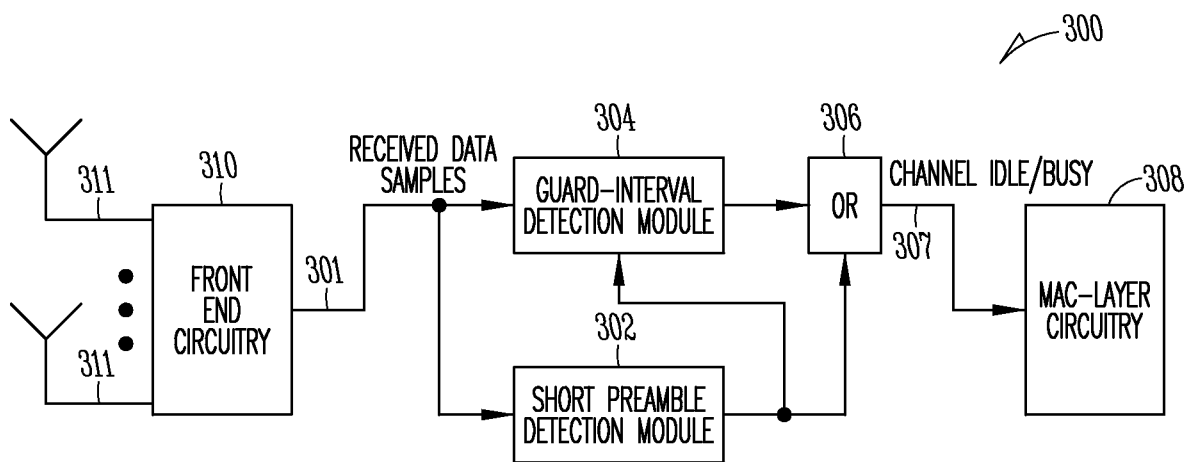 300
304
306
310
RECEIVED DATA
SAMPLES
CHANNEL IDLE/BUSY
308
311
GUARD-INTERVAL
DETECTION MODULE
OR
307
301
FRONT
END
CIRCUITRY
MAC-LAYER
CIRCUITRY
302
311
SHORT PREAMBLE
DETECTION MODULE